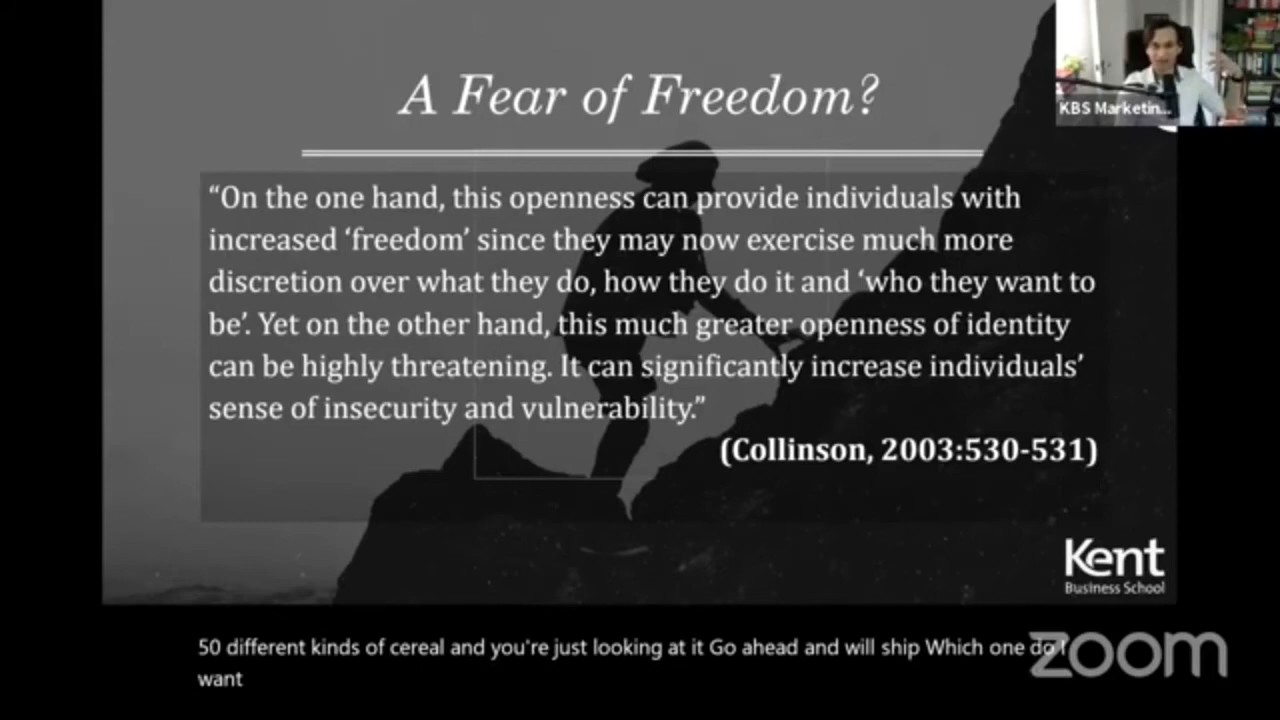 A Fear of Freedom?
KBS Marketin...
“On the one hand, this openness can provide individuals with
increased ‘freedom’ since they may now exercise much more
discretion over what they do, how they do it and ‘who they want to
be’. Yet on the other hand, this much greater openness of identity
can be highly threatening. It can significantly increase individuals’
sense of insecurity and vulnerability.”
(Collinson, 2003:530-531)
Kent
Business School
50 different kinds of cereal and you're just looking at it Go ahead and will ship Which one do I
want
zoom